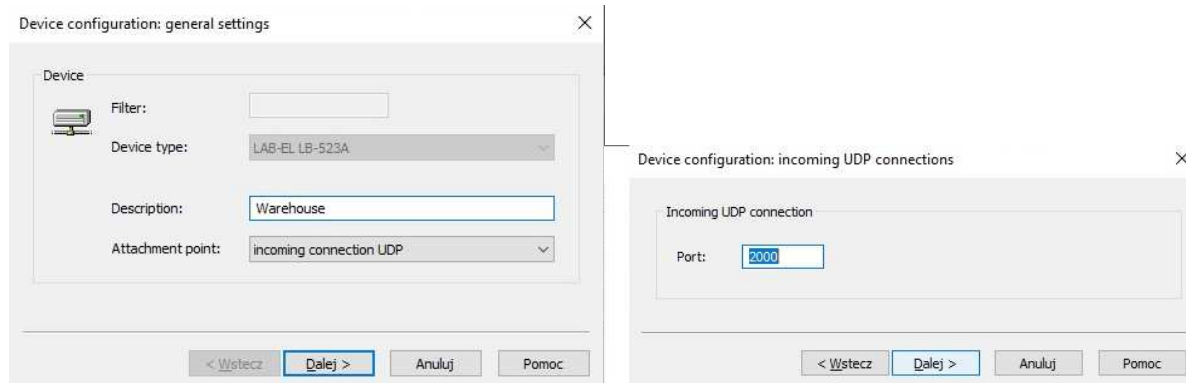 Device configuration: general settings
Device
Filter:
Device type: LAB-EL LB-523A
Description: Warehouse
Attachment point: incoming connection UDP
< Wstecz Dalej > Anuluj Pomoc
Device configuration: incoming UDP connections
Incoming UDP connection
Port: 2000
< Wstecz Dalej > Anuluj Pomoc